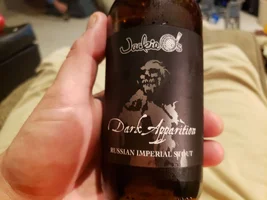 Jackie O's
Dark Apparition
RUSSIAN IMPERIAL STOUT